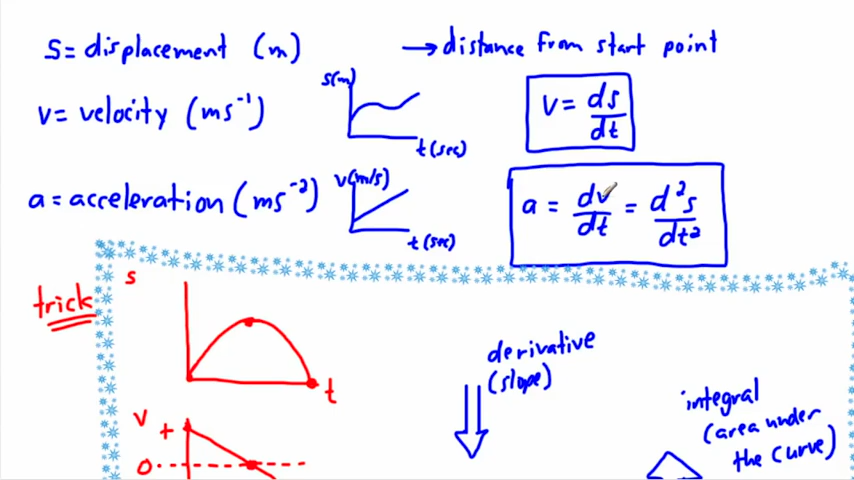 s = displacement (m) → distance from start point
v = velocity (ms⁻¹)
s(m)
t (sec)
v = ds/dt
a = acceleration (ms⁻²)
v(m/s)
t (sec)
a = dv/dt = d²s/dt²
trick
s
t
derivative
(slope)
integral
(area under
the curve)
v
+
0